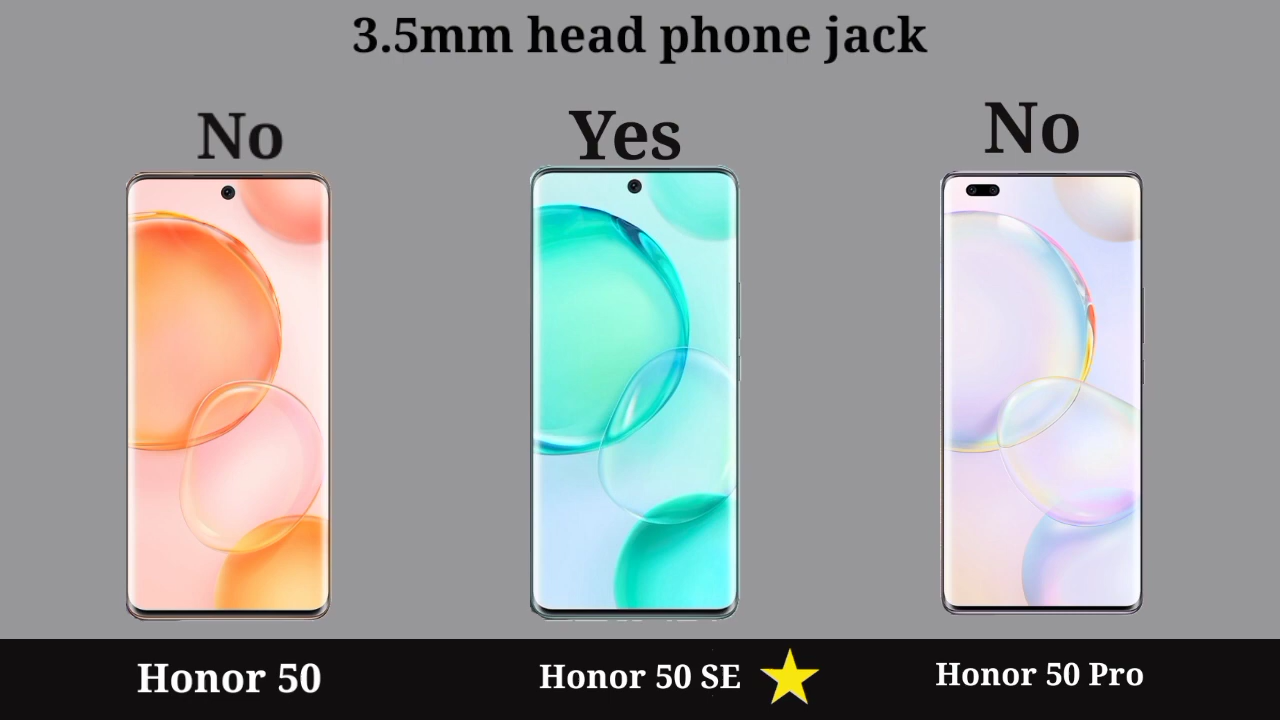 3.5mm head phone jack
No
Yes
No
Honor 50
Honor 50 SE
Honor 50 Pro